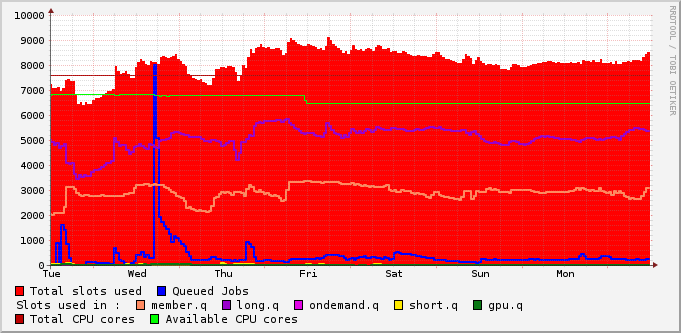 10000
9000
8000
7000
6000
5000
4000
3000
2000
1000
0
Tue Wed Thu Fri Sat Sun Mon
Total slots used Queued Jobs
Slots used in : member.q long.q ondemand.q short.q gpu.q
Total CPU cores Available CPU cores
RRDTOOL / TOBI OETIKER